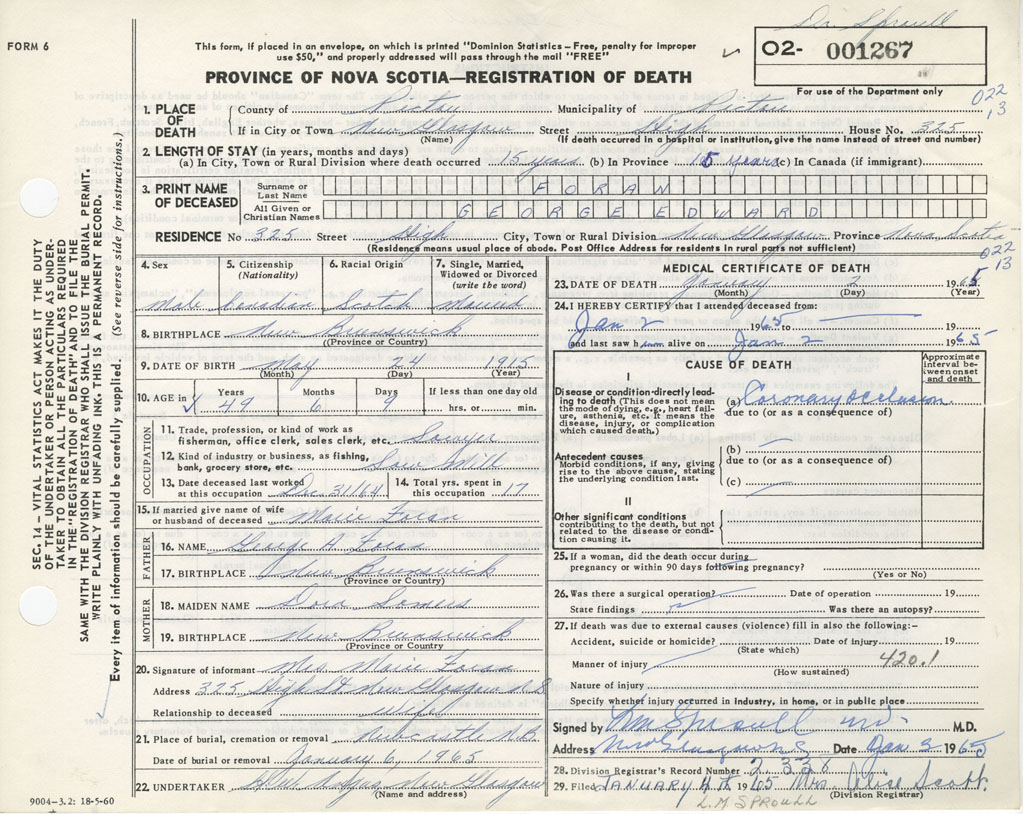 Dr. Sproull
FORM 6
This form, if placed in an envelope, on which is printed "Dominion Statistics – Free, penalty for improper use $50," and properly addressed will pass through the mail "FREE"
O2- 001267
For use of the Department only
PROVINCE OF NOVA SCOTIA—REGISTRATION OF DEATH
022
13
1. PLACE OF DEATH
County of Pictou Municipality of Pictou
If in City or Town New Glasgow Street High House No. 325
(Name) (If death occurred in a hospital or institution, give name instead of street and number)
2. LENGTH OF STAY (in years, months and days)
(a) In City, Town or Rural Division where death occurred 15 years (b) In Province 15 years (c) In Canada (if immigrant)
3. PRINT NAME OF DECEASED
Surname or Last Name FORAN
All Given or Christian Names GEORGE EDWARD
RESIDENCE No. 325 Street High City, Town or Rural Division New Glasgow Province Nova Scotia
(Residence means usual place of abode. Post Office Address for residents in rural parts not sufficient)
022
13
4. Sex Male
5. Citizenship (Nationality) Canadian
6. Racial Origin Scotch
7. Single, Married, Widowed or Divorced (write the word) Married
8. BIRTHPLACE New Brunswick
(Province or Country)
9. DATE OF BIRTH May 24 1915
(Month) (Day) (Year)
10. AGE in Years 49 Months 6 Days 9 If less than one day old hrs. or min.
OCCUPATION
11. Trade, profession, or kind of work as fisherman, office clerk, sales clerk, etc. Sawyer
12. Kind of industry or business, as fishing, bank, grocery store, etc. Saw Mill
13. Date deceased last worked at this occupation Dec. 31/64
14. Total yrs. spent in this occupation 17
15. If married give name of wife or husband of deceased Marie Foran
FATHER
16. NAME George A. Foran
17. BIRTHPLACE New Brunswick
(Province or Country)
MOTHER
18. MAIDEN NAME Dora
19. BIRTHPLACE New Brunswick
(Province or Country)
20. Signature of informant Mrs Marie Foran
Address 325 High St. New Glasgow N.S
Relationship to deceased wife
21. Place of burial, cremation or removal N.B.
Date of burial or removal January 6, 1965
22. UNDERTAKER New Glasgow
(Name and address)
9004–3.2: 18-5-60
MEDICAL CERTIFICATE OF DEATH
23. DATE OF DEATH January 2 1965
(Month) (Day) (Year)
24. I HEREBY CERTIFY that I attended deceased from:
Jan 2 1965 to 19
and last saw him alive on Jan 2 1965
CAUSE OF DEATH
Approximate interval between onset and death
I
Disease or condition directly leading to death (This does not mean the mode of dying, e.g., heart failure, asthenia, etc. It means the disease, injury, or complication which caused death.)
(a) Coronary occlusion
due to (or as a consequence of)
Antecedent causes
Morbid conditions, if any, giving rise to the above cause, stating the underlying condition last.
(b)
due to (or as a consequence of)
(c)
II
Other significant conditions
contributing to the death, but not related to the disease or condition causing it.
25. If a woman, did the death occur during pregnancy or within 90 days following pregnancy?
(Yes or No)
26. Was there a surgical operation? Date of operation 19
State findings Was there an autopsy?
27. If death was due to external causes (violence) fill in also the following:-
Accident, suicide or homicide? Date of injury 19
(State which)
420.1
Manner of injury
(How sustained)
Nature of injury
Specify whether injury occurred in Industry, in home, or in public place
Signed by Wm Sproull md. M.D.
Address New Glasgow N.S Date Jan 3 1965
28. Division Registrar's Record Number 2,338
29. Filed JANUARY 4th 1965 Mrs. Alice Scott
(Division Registrar)
L.M SPROULL
SEC. 14 – VITAL STATISTICS ACT MAKES IT THE DUTY OF THE UNDERTAKER OR PERSON ACTING AS UNDERTAKER TO OBTAIN ALL THE PARTICULARS REQUIRED IN THE "REGISTRATION OF DEATH" AND TO FILE THE SAME WITH THE DIVISION REGISTRAR WHO SHALL ISSUE THE BURIAL PERMIT.
WRITE PLAINLY WITH UNFADING INK. THIS IS A PERMANENT RECORD.
Every item of information should be carefully supplied. (See reverse side for instructions.)